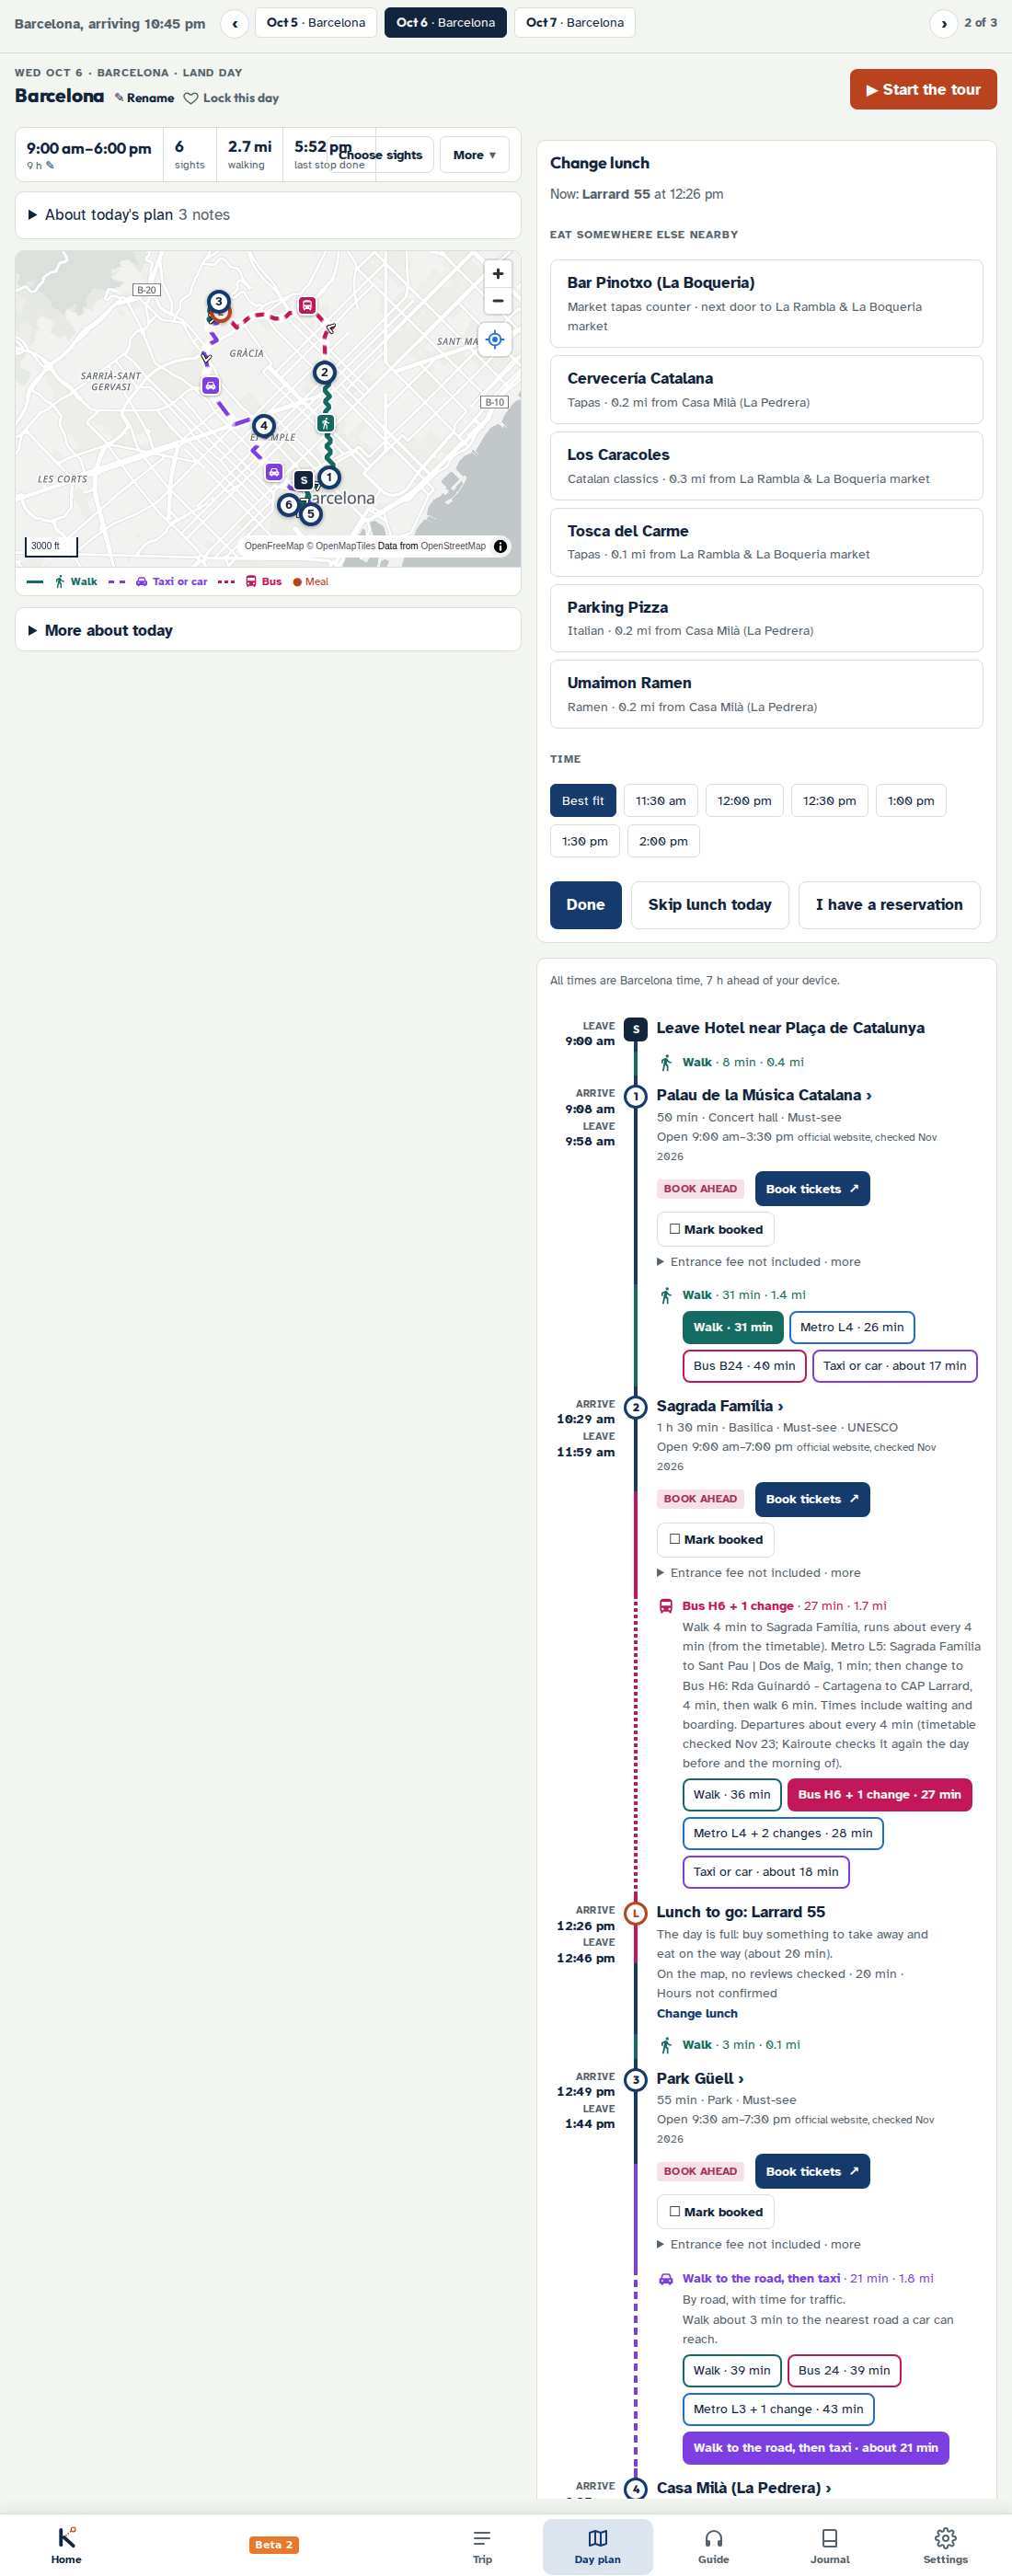 Barcelona, arriving 10:45 pm
‹
Oct 5 · Barcelona
Oct 6 · Barcelona
Oct 7 · Barcelona
›
2 of 3
WED OCT 6 · BARCELONA · LAND DAY
Barcelona ✎ Rename ♡ Lock this day
▶ Start the tour
9:00 am–6:00 pm
9 h ✎
6
sights
2.7 mi
walking
5:52 pm
last stop done
Choose sights
More ▾
▶ About today's plan 3 notes
B-20
3
GRÀCIA
SANT MA
SARRIÀ-SANT
GERVASI
2
B-10
4
EIXAMPLE
LES CORTS
S
1
Barcelona
6
5
+
−
3000 ft
OpenFreeMap © OpenMapTiles Data from OpenStreetMap
Walk
Taxi or car
Bus
Meal
▶ More about today
Change lunch
Now: Larrard 55 at 12:26 pm
EAT SOMEWHERE ELSE NEARBY
Bar Pinotxo (La Boqueria)
Market tapas counter · next door to La Rambla & La Boqueria
market
Cervecería Catalana
Tapas · 0.2 mi from Casa Milà (La Pedrera)
Los Caracoles
Catalan classics · 0.3 mi from La Rambla & La Boqueria market
Tosca del Carme
Tapas · 0.1 mi from La Rambla & La Boqueria market
Parking Pizza
Italian · 0.2 mi from Casa Milà (La Pedrera)
Umaimon Ramen
Ramen · 0.2 mi from Casa Milà (La Pedrera)
TIME
Best fit
11:30 am
12:00 pm
12:30 pm
1:00 pm
1:30 pm
2:00 pm
Done
Skip lunch today
I have a reservation
All times are Barcelona time, 7 h ahead of your device.
LEAVE
9:00 am
S
Leave Hotel near Plaça de Catalunya
Walk · 8 min · 0.4 mi
ARRIVE
9:08 am
LEAVE
9:58 am
1
Palau de la Música Catalana ›
50 min · Concert hall · Must-see
Open 9:00 am–3:30 pm official website, checked Nov
2026
BOOK AHEAD
Book tickets ↗
☐ Mark booked
▶ Entrance fee not included · more
Walk · 31 min · 1.4 mi
Walk · 31 min
Metro L4 · 26 min
Bus B24 · 40 min
Taxi or car · about 17 min
ARRIVE
10:29 am
LEAVE
11:59 am
2
Sagrada Família ›
1 h 30 min · Basilica · Must-see · UNESCO
Open 9:00 am–7:00 pm official website, checked Nov
2026
BOOK AHEAD
Book tickets ↗
☐ Mark booked
▶ Entrance fee not included · more
Bus H6 + 1 change · 27 min · 1.7 mi
Walk 4 min to Sagrada Família, runs about every 4
min (from the timetable). Metro L5: Sagrada Família
to Sant Pau | Dos de Maig, 1 min; then change to
Bus H6: Rda Guinardó - Cartagena to CAP Larrard,
4 min, then walk 6 min. Times include waiting and
boarding. Departures about every 4 min (timetable
checked Nov 23; Kairoute checks it again the day
before and the morning of).
Walk · 36 min
Bus H6 + 1 change · 27 min
Metro L4 + 2 changes · 28 min
Taxi or car · about 18 min
ARRIVE
12:26 pm
LEAVE
12:46 pm
L
Lunch to go: Larrard 55
The day is full: buy something to take away and
eat on the way (about 20 min).
On the map, no reviews checked · 20 min ·
Hours not confirmed
Change lunch
Walk · 3 min · 0.1 mi
ARRIVE
12:49 pm
LEAVE
1:44 pm
3
Park Güell ›
55 min · Park · Must-see
Open 9:30 am–7:30 pm official website, checked Nov
2026
BOOK AHEAD
Book tickets ↗
☐ Mark booked
▶ Entrance fee not included · more
Walk to the road, then taxi · 21 min · 1.8 mi
By road, with time for traffic.
Walk about 3 min to the nearest road a car can
reach.
Walk · 39 min
Bus 24 · 39 min
Metro L3 + 1 change · 43 min
Walk to the road, then taxi · about 21 min
ARRIVE
4
Casa Milà (La Pedrera) ›
Home
Beta 2
Trip
Day plan
Guide
Journal
Settings